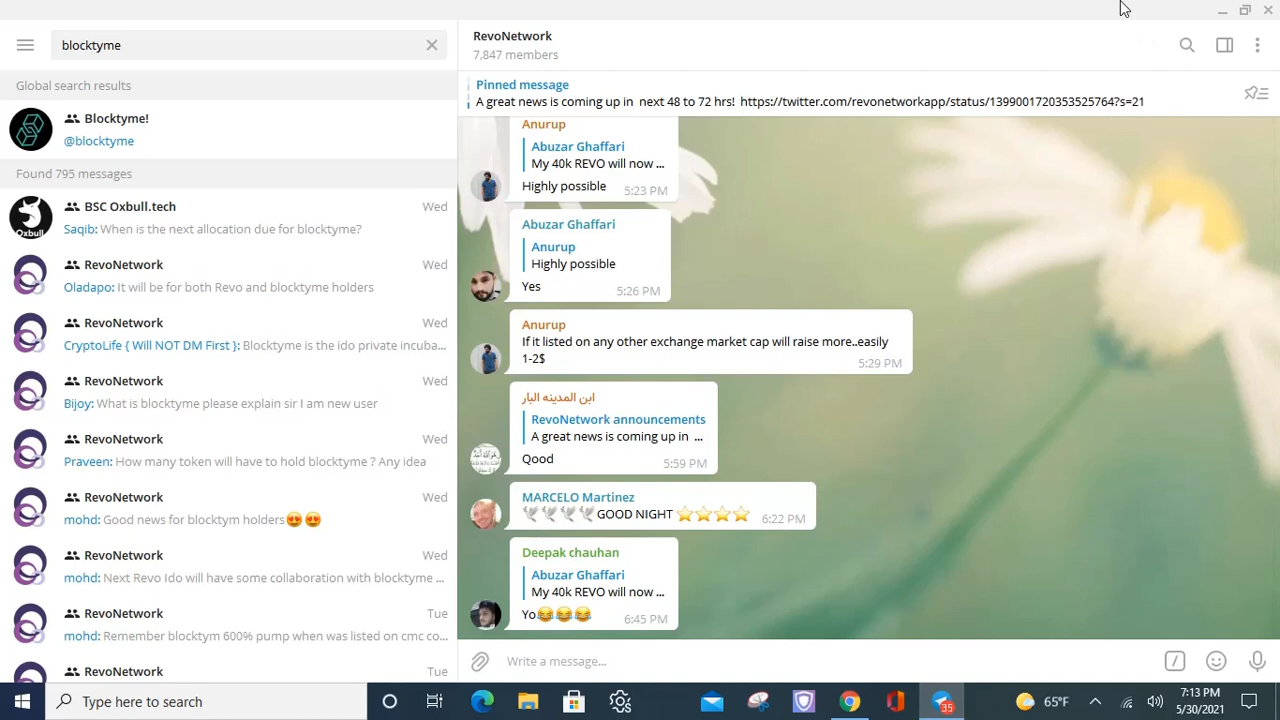 blocktyme
Global search results
Blocktyme!
@blocktyme
Found 795 messages
BSC Oxbull.tech
Wed
Saqib: When is the next allocation due for blocktyme?
Oxbull
RevoNetwork
Wed
Oladapo: It will be for both Revo and blocktyme holders
RevoNetwork
Wed
CryptoLife { Will NOT DM First }: Blocktyme is the ido private incuba...
RevoNetwork
Wed
Bijoy: What is blocktyme please explain sir I am new user
RevoNetwork
Wed
Praveen: How many token will have to hold blocktyme ? Any idea
RevoNetwork
Wed
mohd: Good news for blocktym holders😍😍
RevoNetwork
Wed
mohd: Next Revo Ido will have some collaboration with blocktyme ...
RevoNetwork
Tue
mohd: Remember blocktym 600% pump when was listed on cmc co...
RevoNetwork
Tue
RevoNetwork
7,847 members
Pinned message
A great news is coming up in next 48 to 72 hrs! https://twitter.com/revonetworkapp/status/1399001720353525764?s=21
Anurup
Abuzar Ghaffari
My 40k REVO will now ...
Highly possible
5:23 PM
Abuzar Ghaffari
Anurup
Highly possible
Yes
5:26 PM
Anurup
If it listed on any other exchange market cap will raise more..easily
1-2$
5:29 PM
ابن المدينه البار
RevoNetwork announcements
A great news is coming up in ...
Qood
5:59 PM
MARCELO Martinez
🕊🕊🕊🕊GOOD NIGHT ⭐⭐⭐⭐
6:22 PM
Deepak chauhan
Abuzar Ghaffari
My 40k REVO will now ...
Yo😂😂😂
6:45 PM
Write a message...
Type here to search
35
65°F
7:13 PM
5/30/2021